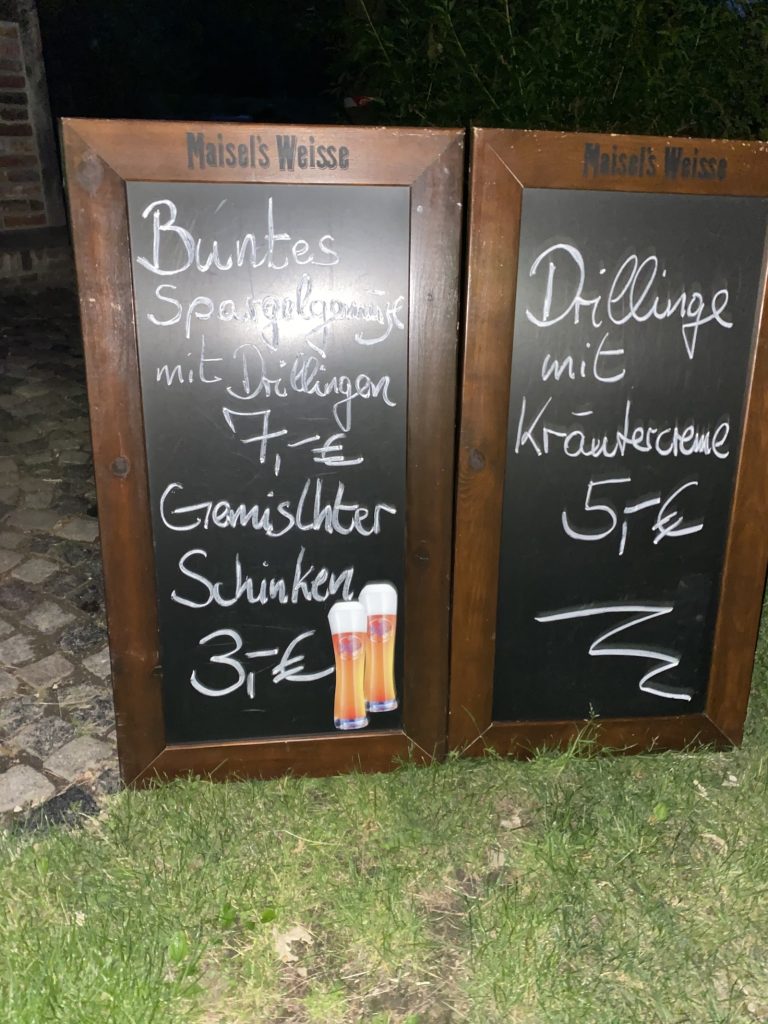 Maisel's Weisse
Buntes
Spargelgemüse
mit Drillingen
7,-€
Gemischter
Schinken
3,-€
Maisel's Weisse
Drillinge
mit
Kräutercreme
5,-€